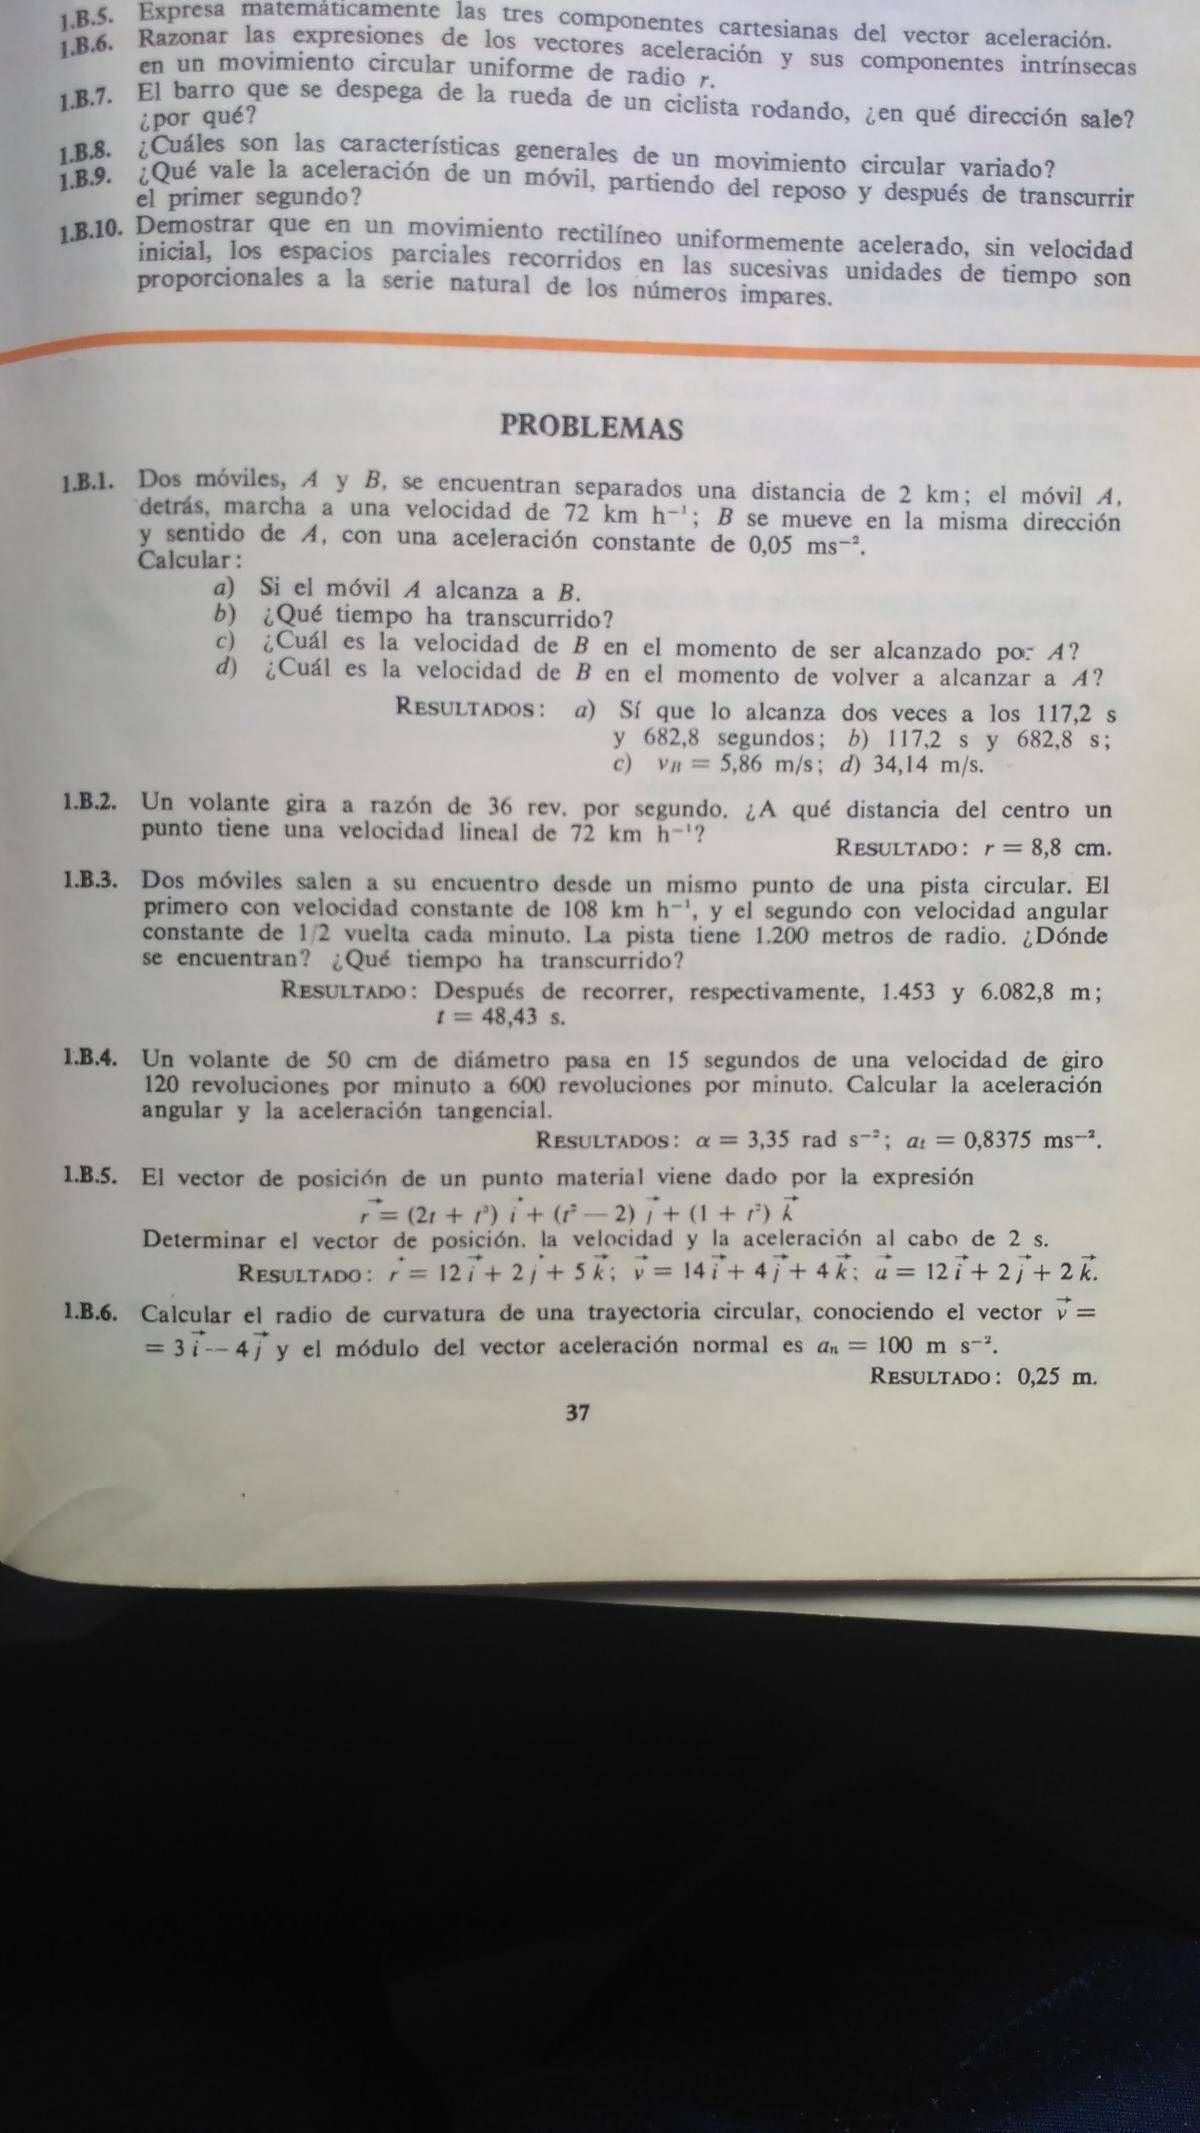 1.B.5. Expresa matemáticamente las tres componentes cartesianas del vector aceleración.
1.B.6. Razonar las expresiones de los vectores aceleración y sus componentes intrínsecas
en un movimiento circular uniforme de radio r.
1.B.7. El barro que se despega de la rueda de un ciclista rodando, ¿en qué dirección sale?
¿por qué?
1.B.8. ¿Cuáles son las características generales de un movimiento circular variado?
1.B.9. ¿Qué vale la aceleración de un móvil, partiendo del reposo y después de transcurrir
el primer segundo?
1.B.10. Demostrar que en un movimiento rectilíneo uniformemente acelerado, sin velocidad
inicial, los espacios parciales recorridos en las sucesivas unidades de tiempo son
proporcionales a la serie natural de los números impares.
PROBLEMAS
1.B.1. Dos móviles, A y B, se encuentran separados una distancia de 2 km; el móvil A,
detrás, marcha a una velocidad de 72 km h⁻¹; B se mueve en la misma dirección
y sentido de A, con una aceleración constante de 0,05 ms⁻².
Calcular:
a) Si el móvil A alcanza a B.
b) ¿Qué tiempo ha transcurrido?
c) ¿Cuál es la velocidad de B en el momento de ser alcanzado por A?
d) ¿Cuál es la velocidad de B en el momento de volver a alcanzar a A?
RESULTADOS: a) Sí que lo alcanza dos veces a los 117,2 s
y 682,8 segundos; b) 117,2 s y 682,8 s;
c) v_B = 5,86 m/s; d) 34,14 m/s.
1.B.2. Un volante gira a razón de 36 rev. por segundo. ¿A qué distancia del centro un
punto tiene una velocidad lineal de 72 km h⁻¹?
RESULTADO: r = 8,8 cm.
1.B.3. Dos móviles salen a su encuentro desde un mismo punto de una pista circular. El
primero con velocidad constante de 108 km h⁻¹, y el segundo con velocidad angular
constante de 1/2 vuelta cada minuto. La pista tiene 1.200 metros de radio. ¿Dónde
se encuentran? ¿Qué tiempo ha transcurrido?
RESULTADO: Después de recorrer, respectivamente, 1.453 y 6.082,8 m;
t = 48,43 s.
1.B.4. Un volante de 50 cm de diámetro pasa en 15 segundos de una velocidad de giro
120 revoluciones por minuto a 600 revoluciones por minuto. Calcular la aceleración
angular y la aceleración tangencial.
RESULTADOS: α = 3,35 rad s⁻²; aₜ = 0,8375 ms⁻².
1.B.5. El vector de posición de un punto material viene dado por la expresión
r⃗ = (2t + t³) i⃗ + (t² — 2) j⃗ + (1 + t²) k⃗
Determinar el vector de posición. la velocidad y la aceleración al cabo de 2 s.
RESULTADO: r⃗ = 12 i⃗ + 2 j⃗ + 5 k⃗; v⃗ = 14 i⃗ + 4 j⃗ + 4 k⃗; a⃗ = 12 i⃗ + 2 j⃗ + 2 k⃗.
1.B.6. Calcular el radio de curvatura de una trayectoria circular, conociendo el vector v⃗ =
= 3 i⃗ — 4 j⃗ y el módulo del vector aceleración normal es aₙ = 100 m s⁻².
RESULTADO: 0,25 m.
37